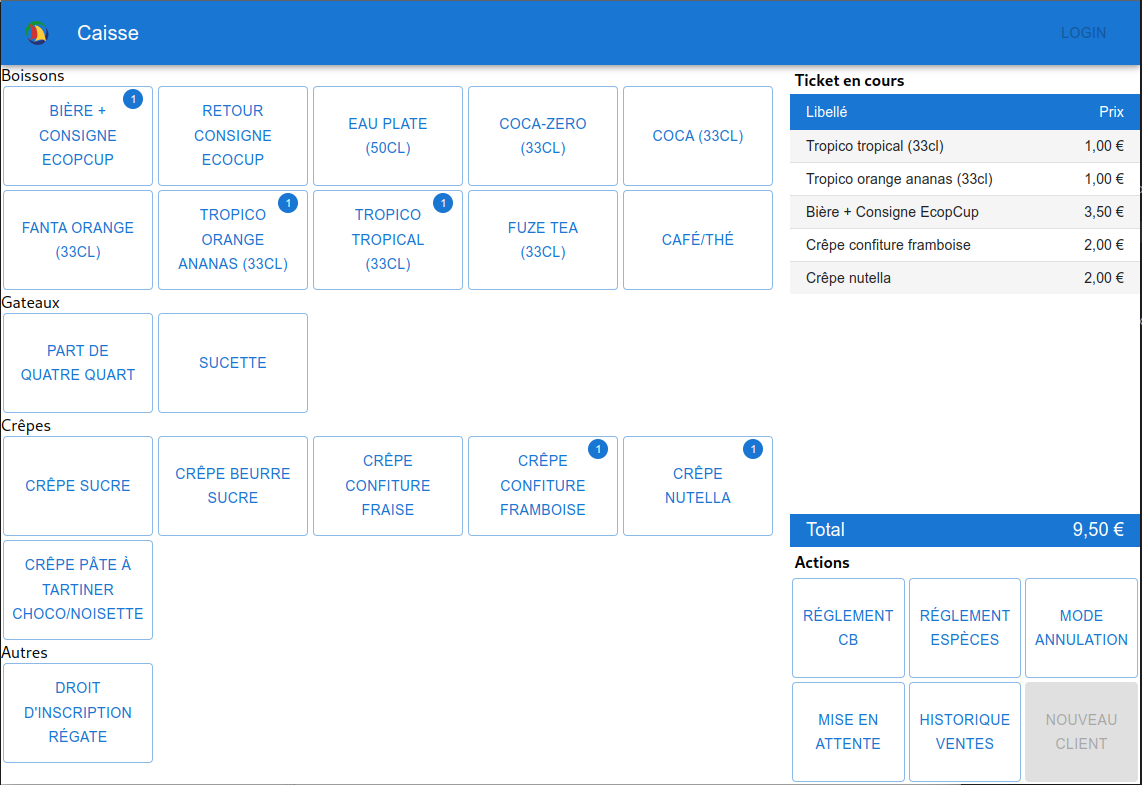 Caisse
LOGIN
Boissons
BIÈRE +
CONSIGNE
ECOPCUP
1
RETOUR
CONSIGNE
ECOCUP
EAU PLATE
(50CL)
COCA-ZERO
(33CL)
COCA (33CL)
FANTA ORANGE
(33CL)
TROPICO
ORANGE
ANANAS (33CL)
1
TROPICO
TROPICAL
(33CL)
1
FUZE TEA
(33CL)
CAFÉ/THÉ
Gateaux
PART DE
QUATRE QUART
SUCETTE
Crêpes
CRÊPE SUCRE
CRÊPE BEURRE
SUCRE
CRÊPE
CONFITURE
FRAISE
CRÊPE
CONFITURE
FRAMBOISE
1
CRÊPE
NUTELLA
1
CRÊPE PÂTE À
TARTINER
CHOCO/NOISETTE
Autres
DROIT
D'INSCRIPTION
RÉGATE
Ticket en cours
Libellé Prix
Tropico tropical (33cl) 1,00 €
Tropico orange ananas (33cl) 1,00 €
Bière + Consigne EcopCup 3,50 €
Crêpe confiture framboise 2,00 €
Crêpe nutella 2,00 €
Total 9,50 €
Actions
RÉGLEMENT
CB
RÉGLEMENT
ESPÈCES
MODE
ANNULATION
MISE EN
ATTENTE
HISTORIQUE
VENTES
NOUVEAU
CLIENT